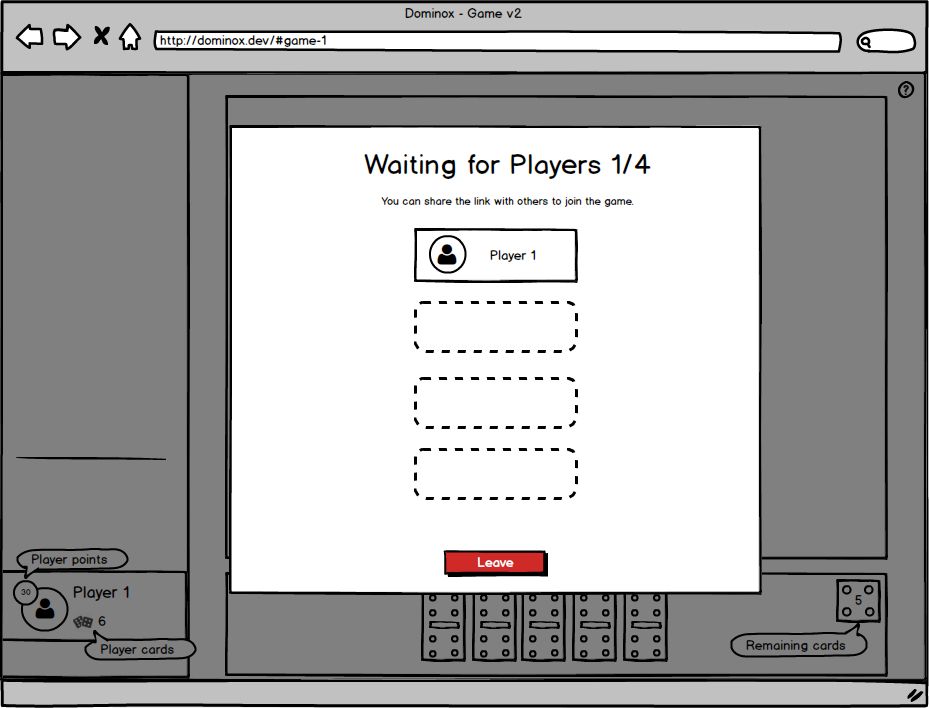 Dominox - Game v2
http://dominox.dev/#game-1
?
Waiting for Players 1/4
You can share the link with others to join the game.
Player 1
Leave
Player points
30
Player 1
6
Player cards
5
Remaining cards